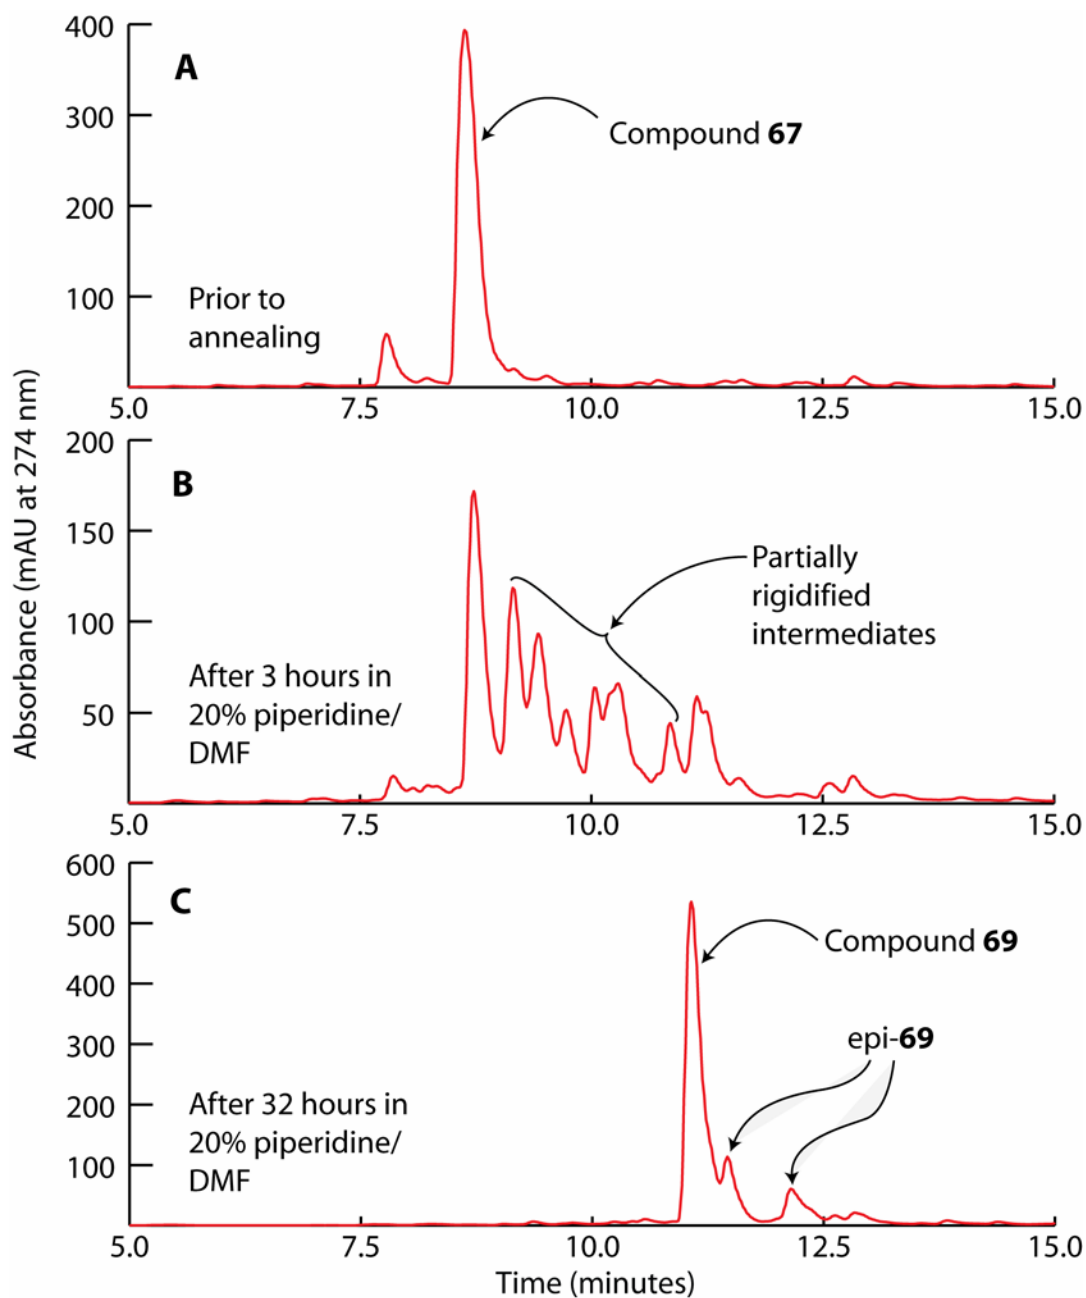 Absorbance (mAU at 274 nm)
400
300
200
100
A
Compound 67
Prior to
annealing
5.0 7.5 10.0 12.5 15.0
200
150
100
50
B
Partially
rigidified
intermediates
After 3 hours in
20% piperidine/
DMF
5.0 7.5 10.0 12.5 15.0
600
500
400
300
200
100
C
Compound 69
epi-69
After 32 hours in
20% piperidine/
DMF
5.0 7.5 10.0 12.5 15.0
Time (minutes)